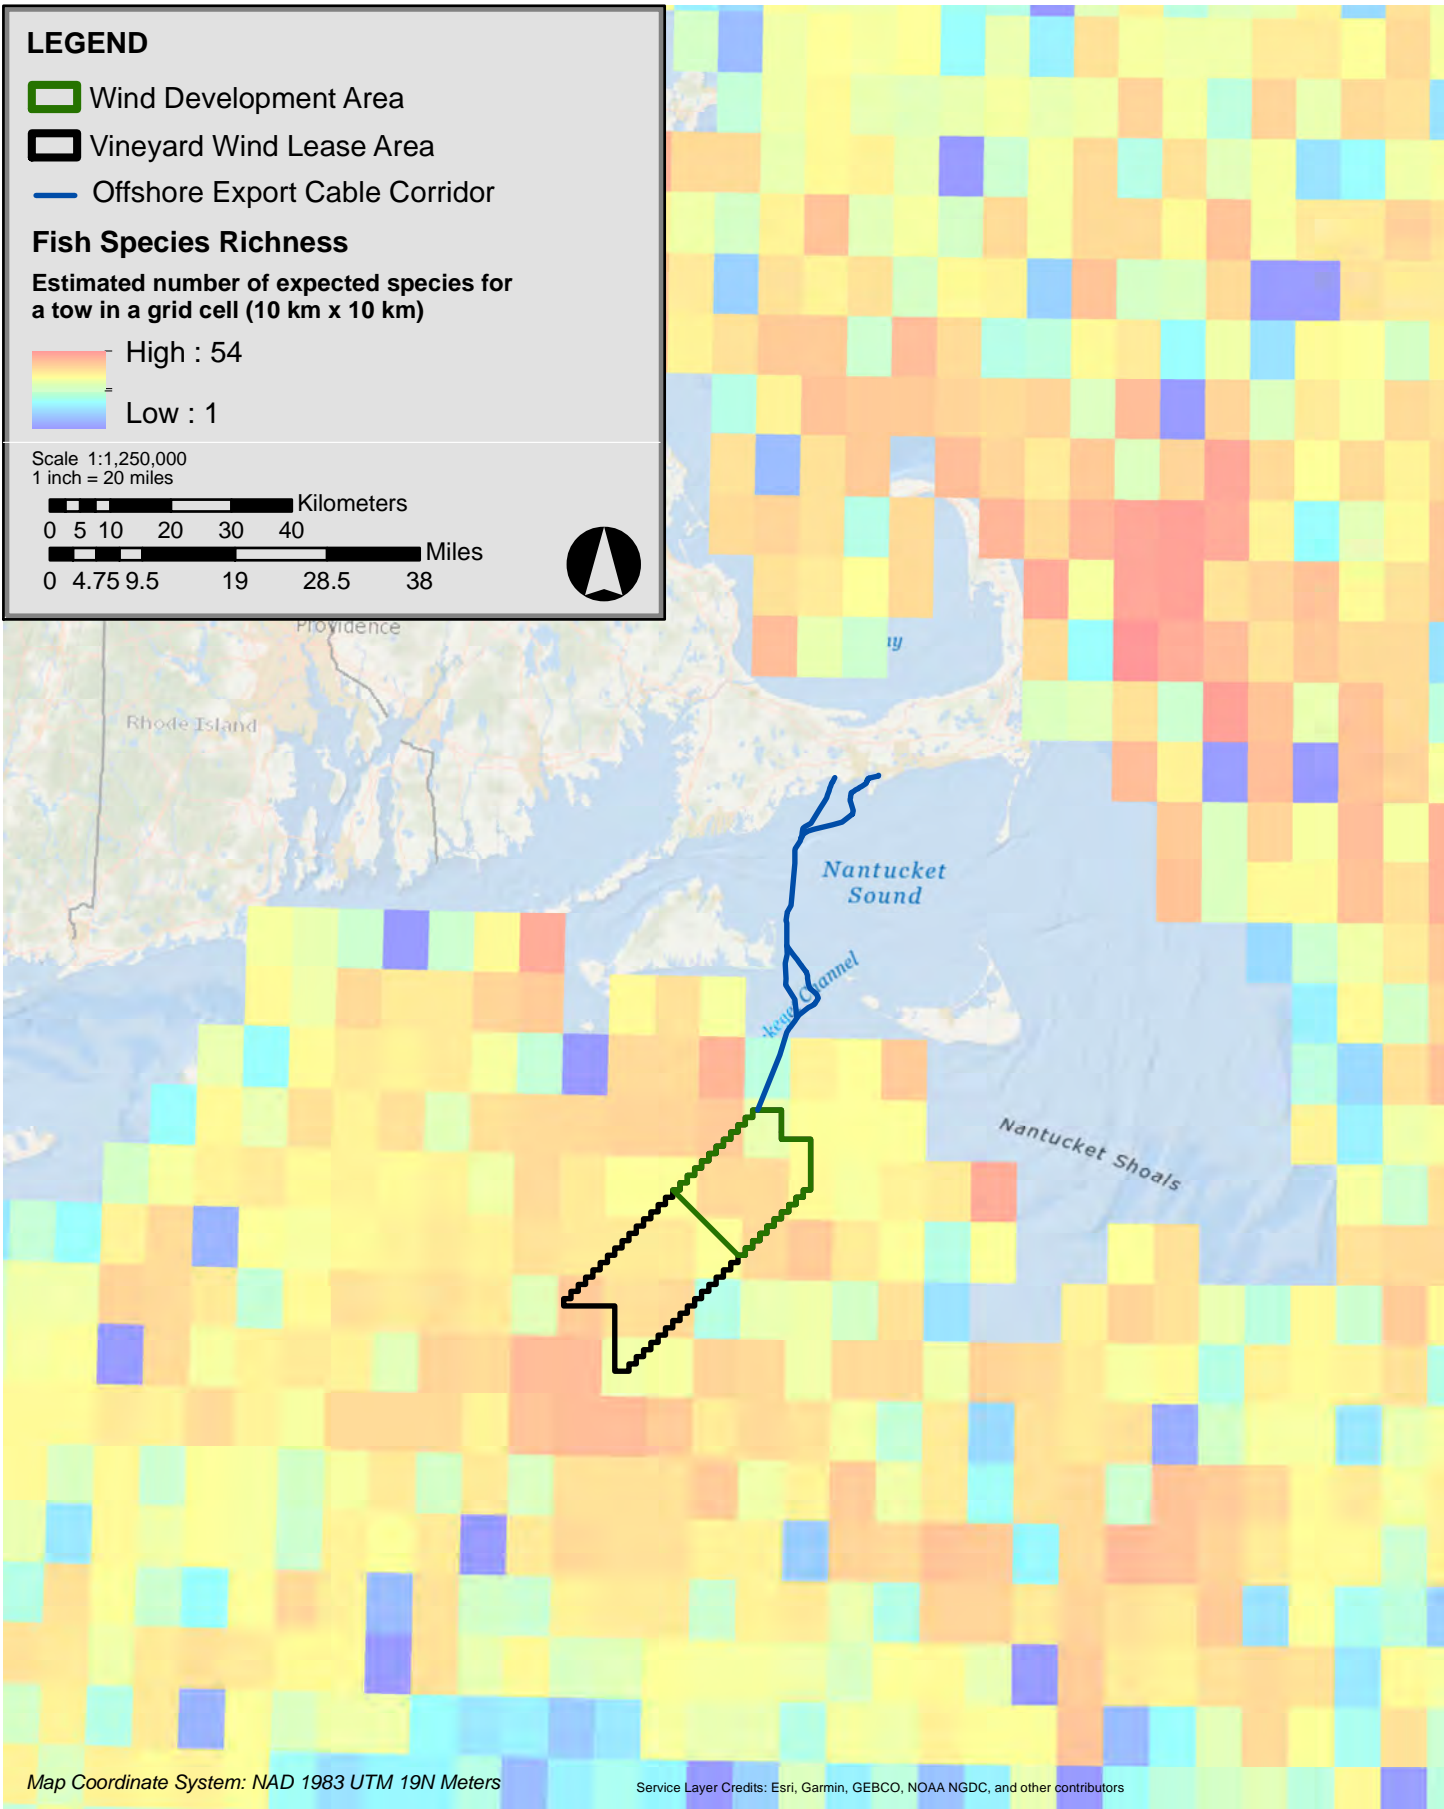 LEGEND
Wind Development Area
Vineyard Wind Lease Area
Offshore Export Cable Corridor
Fish Species Richness
Estimated number of expected species for
a tow in a grid cell (10 km x 10 km)
High : 54
Low : 1
Scale 1:1,250,000
1 inch = 20 miles
Kilometers
0 5 10 20 30 40
Miles
0 4.75 9.5 19 28.5 38
Providence
ay
Rhode Island
Nantucket
Sound
Channel
Nantucket Shoals
Map Coordinate System: NAD 1983 UTM 19N Meters
Service Layer Credits: Esri, Garmin, GEBCO, NOAA NGDC, and other contributors